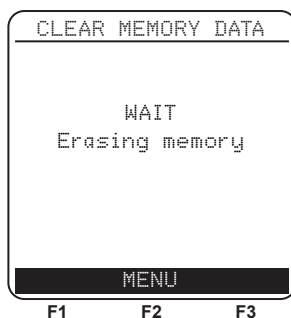 CLEAR MEMORY DATA
WAIT
Erasing memory
MENU
F1 F2 F3